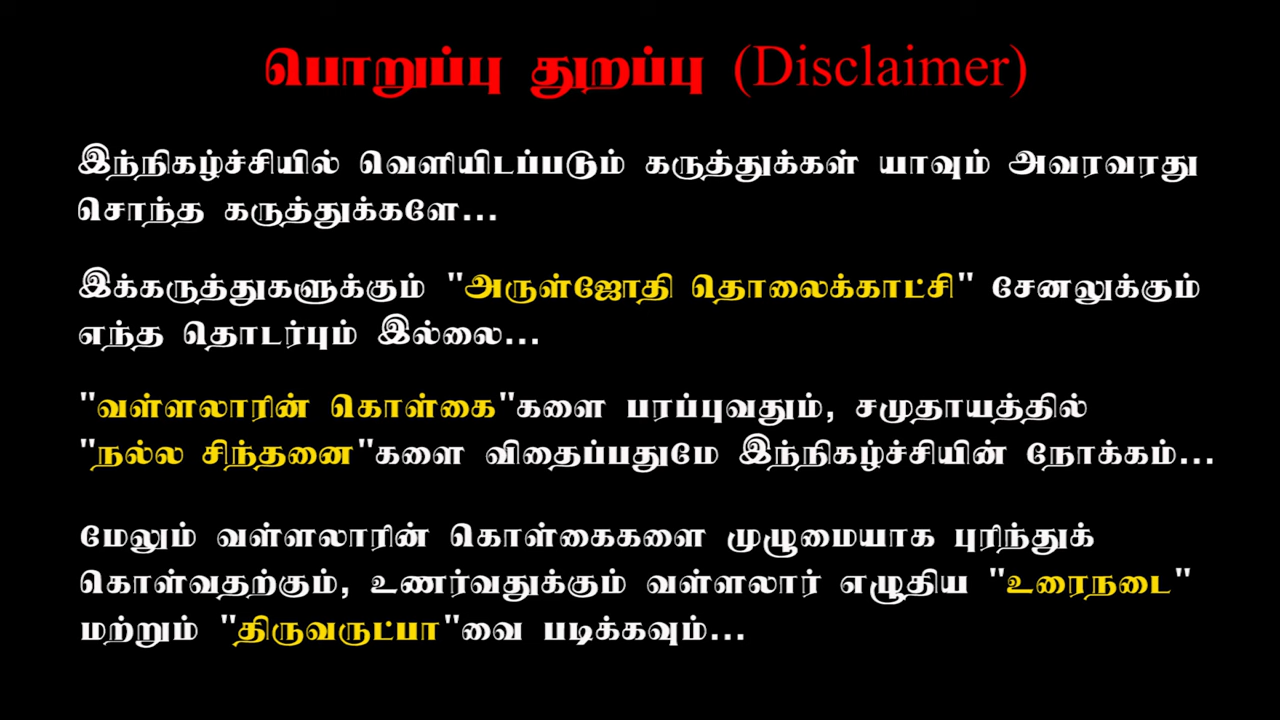 பொறுப்பு துறப்பு (Disclaimer)
இந்நிகழ்ச்சியில் வெளியிடப்படும் கருத்துக்கள் யாவும் அவரவரது
சொந்த கருத்துக்களே...
இக்கருத்துகளுக்கும் "அருள்ஜோதி தொலைக்காட்சி" சேனலுக்கும்
எந்த தொடர்பும் இல்லை...
"வள்ளலாரின் கொள்கை"களை பரப்புவதும், சமுதாயத்தில்
"நல்ல சிந்தனை"களை விதைப்பதுமே இந்நிகழ்ச்சியின் நோக்கம்...
மேலும் வள்ளலாரின் கொள்கைகளை முழுமையாக புரிந்துக்
கொள்வதற்கும், உணர்வதுக்கும் வள்ளலார் எழுதிய "உரைநடை"
மற்றும் "திருவருட்பா"வை படிக்கவும்...